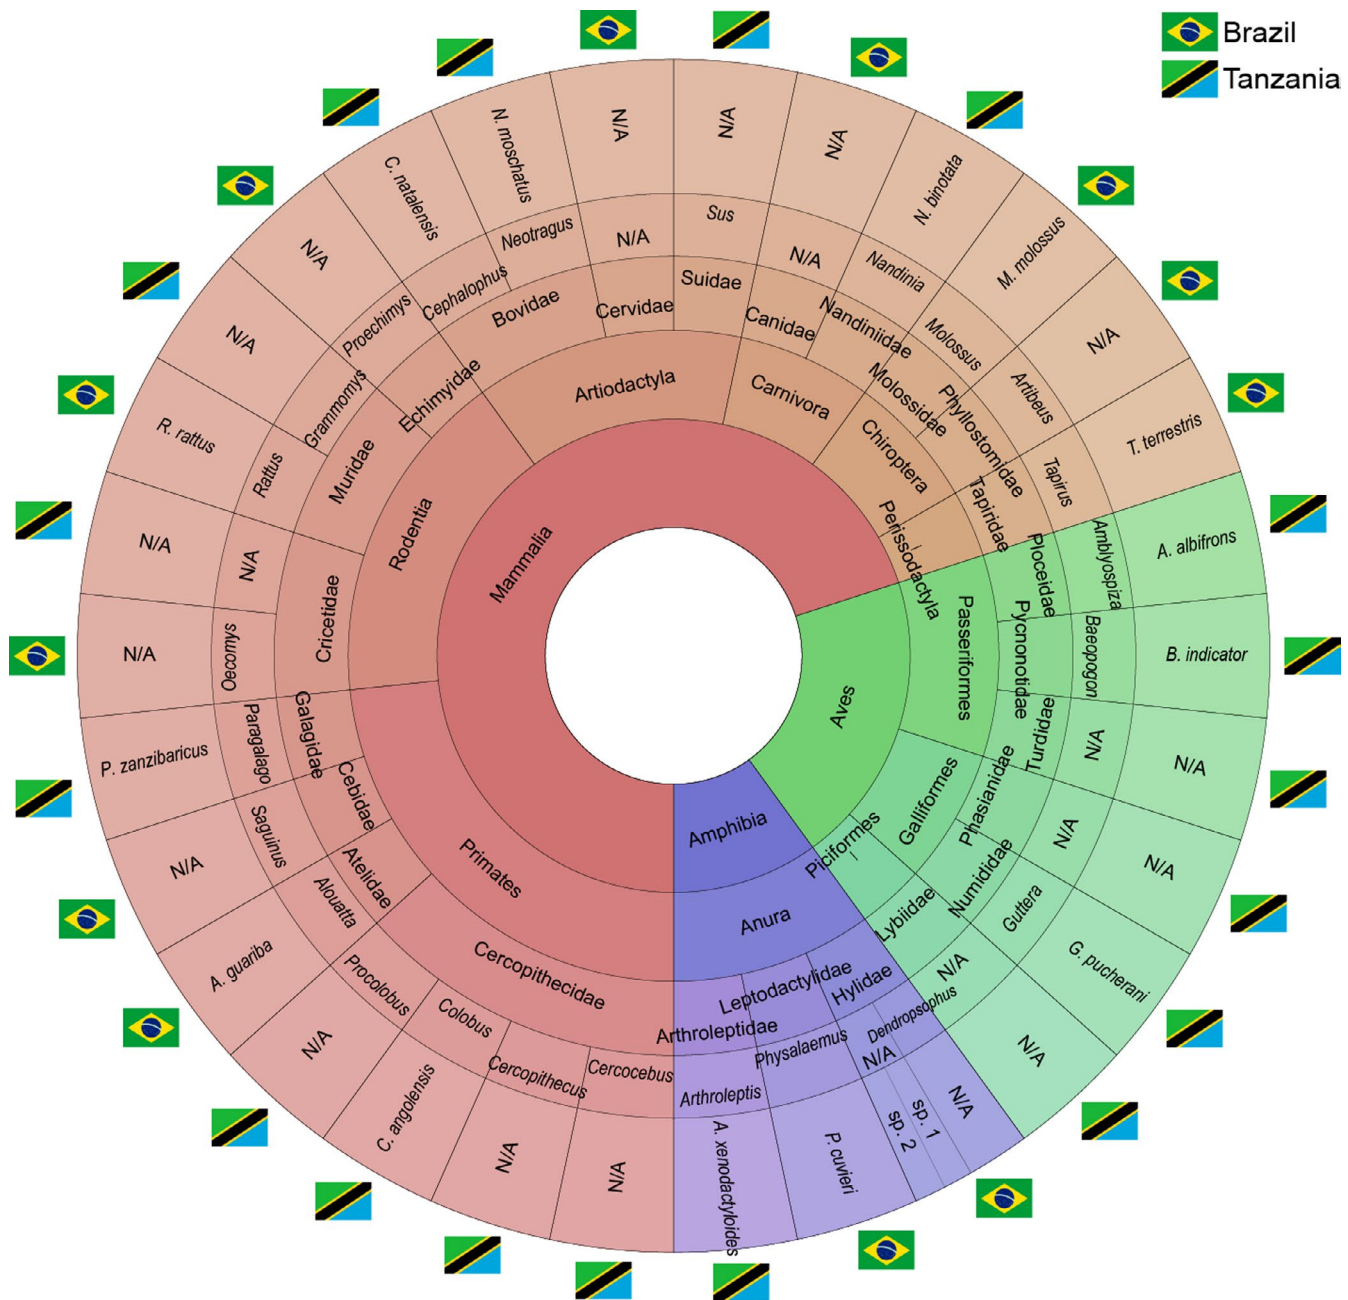 Brazil
Tanzania
Mammalia
Aves
Amphibia
Artiodactyla
Carnivora
Chiroptera
Perissodactyla
Passeriformes
Galliformes
Piciformes
Anura
Primates
Rodentia
Suidae
Canidae
Nandiniidae
Molossidae
Phyllostomidae
Tapiridae
Ploceidae
Pycnonotidae
Turdidae
Phasianidae
Numididae
Lybiidae
Hylidae
Leptodactylidae
Arthroleptidae
Cercopithecidae
Atelidae
Cebidae
Galagidae
Cricetidae
Muridae
Echimyidae
Bovidae
Cervidae
Sus
N/A
Nandinia
Molossus
Artibeus
Tapirus
Amblyospiza
Baeopogon
N/A
N/A
Guttera
N/A
Dendropsophus
N/A
Physalaemus
Arthroleptis
Cercocebus
Cercopithecus
Colobus
Procolobus
Alouatta
Saguinus
Paragalago
Oecomys
N/A
Rattus
Grammomys
Proechimys
Cephalophus
Neotragus
N/A
N/A
N/A
N. binotata
M. molossus
N/A
T. terrestris
A. albifrons
B. indicator
N/A
N/A
G. pucherani
N/A
N/A
sp. 1
sp. 2
P. cuvieri
A. xenodactyloides
N/A
N/A
C. angolensis
N/A
A. guariba
N/A
P. zanzibaricus
N/A
N/A
R. rattus
N/A
N/A
C. natalensis
N. moschatus
N/A